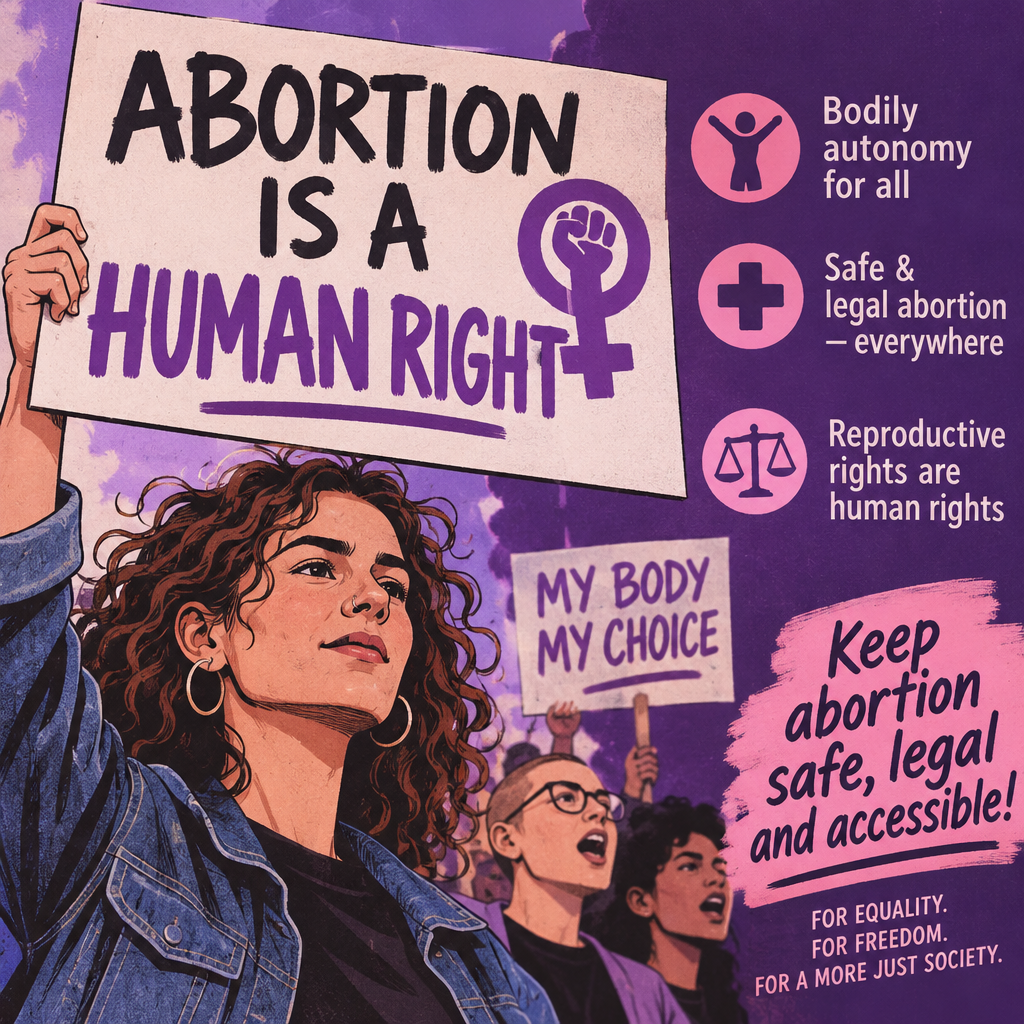 ABORTION
IS A
HUMAN RIGHT
Bodily
autonomy
for all
Safe &
legal abortion
– everywhere
Reproductive
rights are
human rights
MY BODY
MY CHOICE
Keep
abortion
safe, legal
and accessible!
FOR EQUALITY.
FOR FREEDOM.
FOR A MORE JUST SOCIETY.